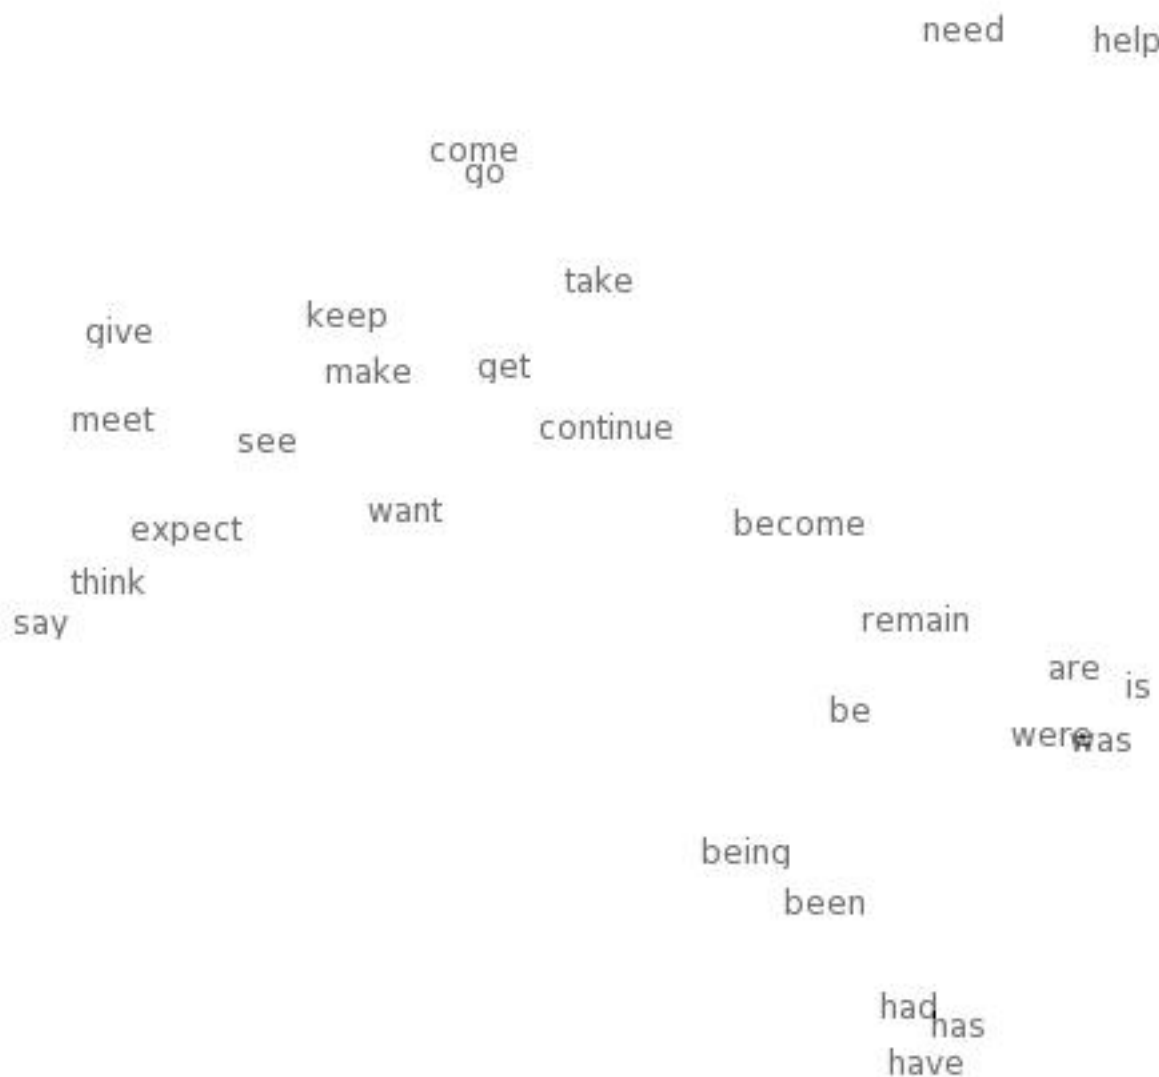 need
help
come
go
take
keep
give
make
get
meet
see
continue
want
become
expect
think
say
remain
are
is
be
were
was
being
been
had
has
have